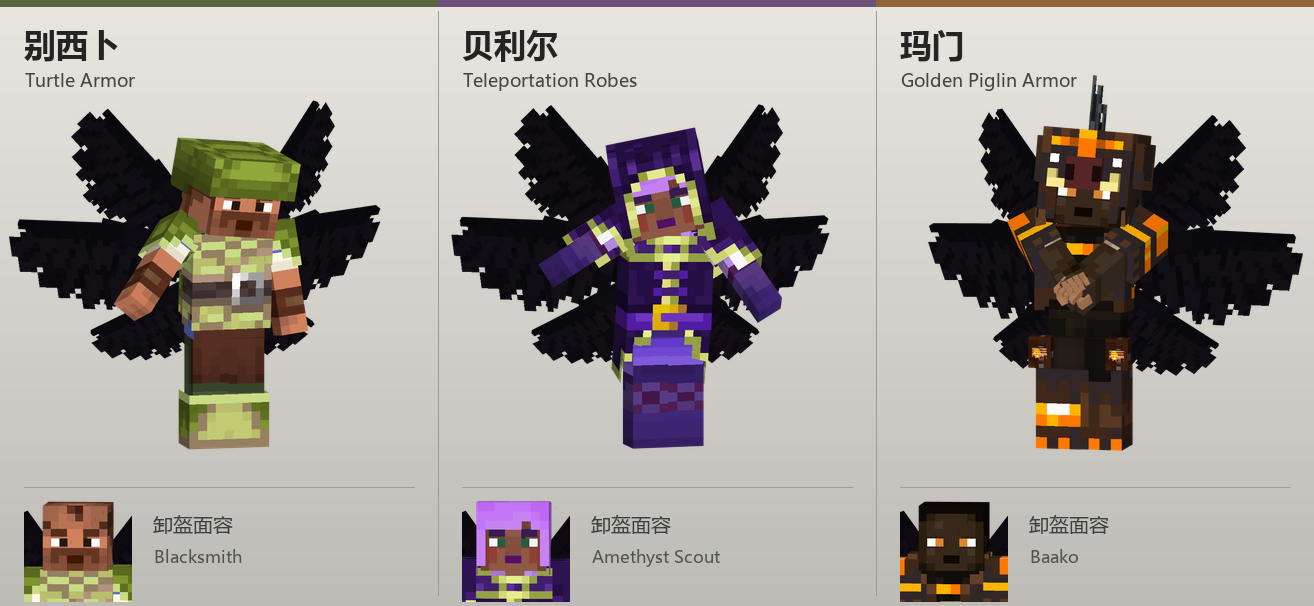 别西卜
Turtle Armor
贝利尔
Teleportation Robes
玛门
Golden Piglin Armor
卸盔面容
Blacksmith
卸盔面容
Amethyst Scout
卸盔面容
Baako